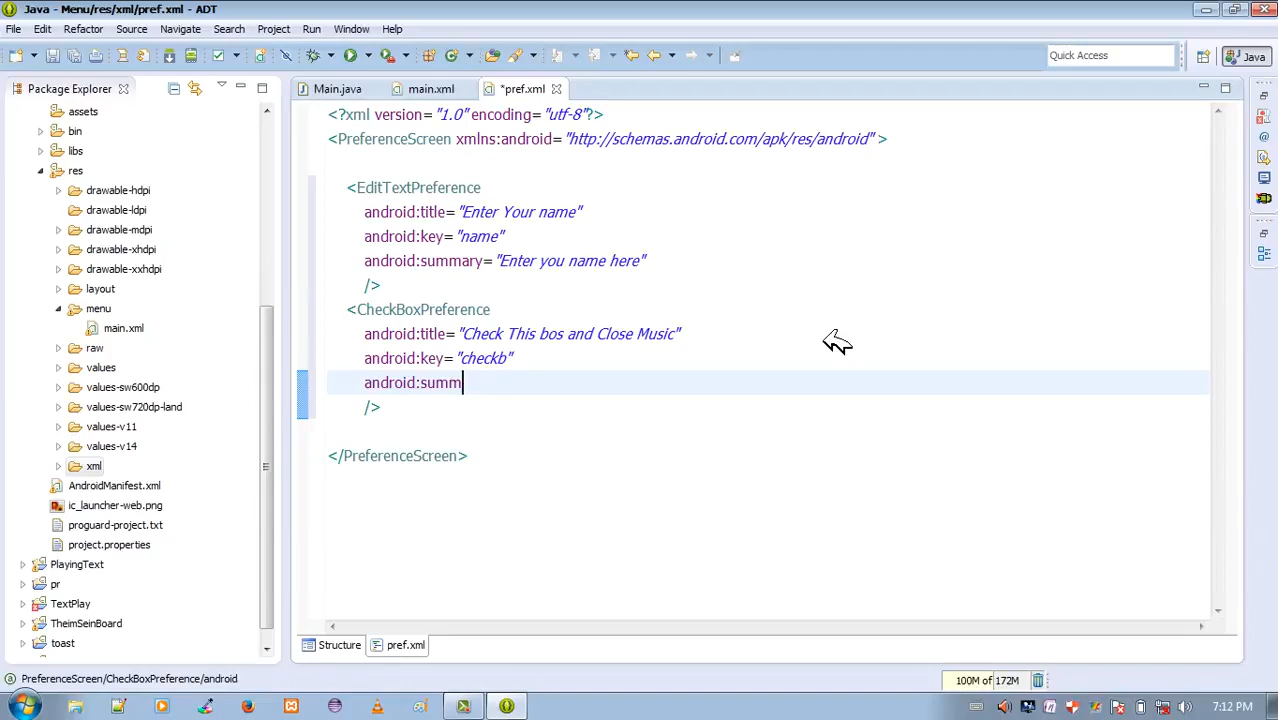 Java - Menu/res/xml/pref.xml - ADT
File Edit Refactor Source Navigate Search Project Run Window Help
Quick Access
Java
Package Explorer
Main.java
main.xml
*pref.xml
assets
bin
libs
res
drawable-hdpi
drawable-ldpi
drawable-mdpi
drawable-xhdpi
drawable-xxhdpi
layout
menu
main.xml
raw
values
values-sw600dp
values-sw720dp-land
values-v11
values-v14
xml
AndroidManifest.xml
ic_launcher-web.png
proguard-project.txt
project.properties
PlayingText
pr
TextPlay
TheimSeinBoard
toast
<?xml version="1.0" encoding="utf-8"?>
<PreferenceScreen xmlns:android="http://schemas.android.com/apk/res/android" >
<EditTextPreference
android:title="Enter Your name"
android:key="name"
android:summary="Enter you name here"
/>
<CheckBoxPreference
android:title="Check This bos and Close Music"
android:key="checkb"
android:summ
/>
</PreferenceScreen>
Structure
pref.xml
PreferenceScreen/CheckBoxPreference/android
100M of 172M
7:12 PM